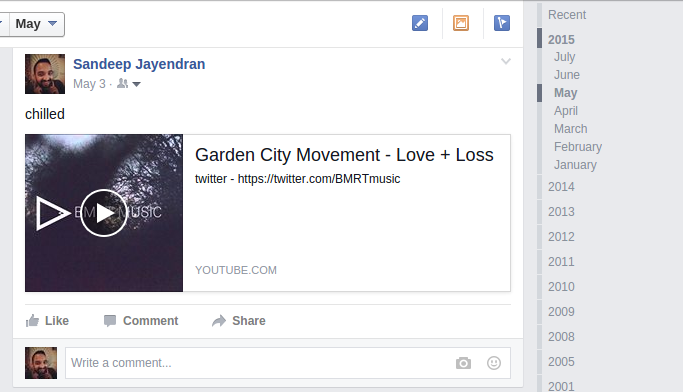 May
Sandeep Jayendran
May 3 ·
chilled
BMRT MUSIC
Garden City Movement - Love + Loss
twitter - https://twitter.com/BMRTmusic
YOUTUBE.COM
Like Comment Share
Write a comment...
Recent
2015
July
June
May
April
March
February
January
2014
2013
2012
2011
2010
2009
2008
2005
2001